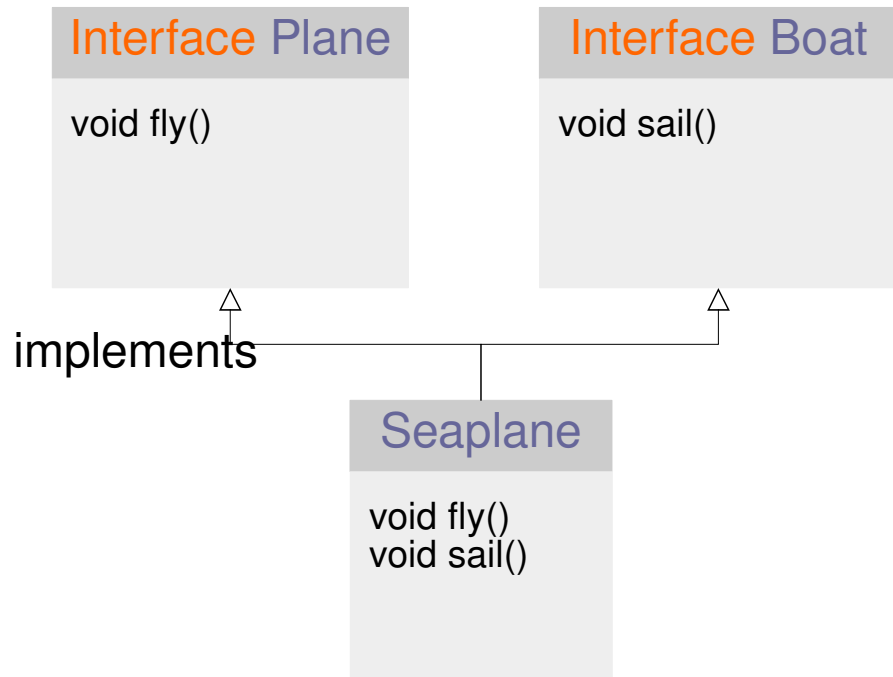 Interface Plane
void fly()
Interface Boat
void sail()
implements
Seaplane
void fly()
void sail()